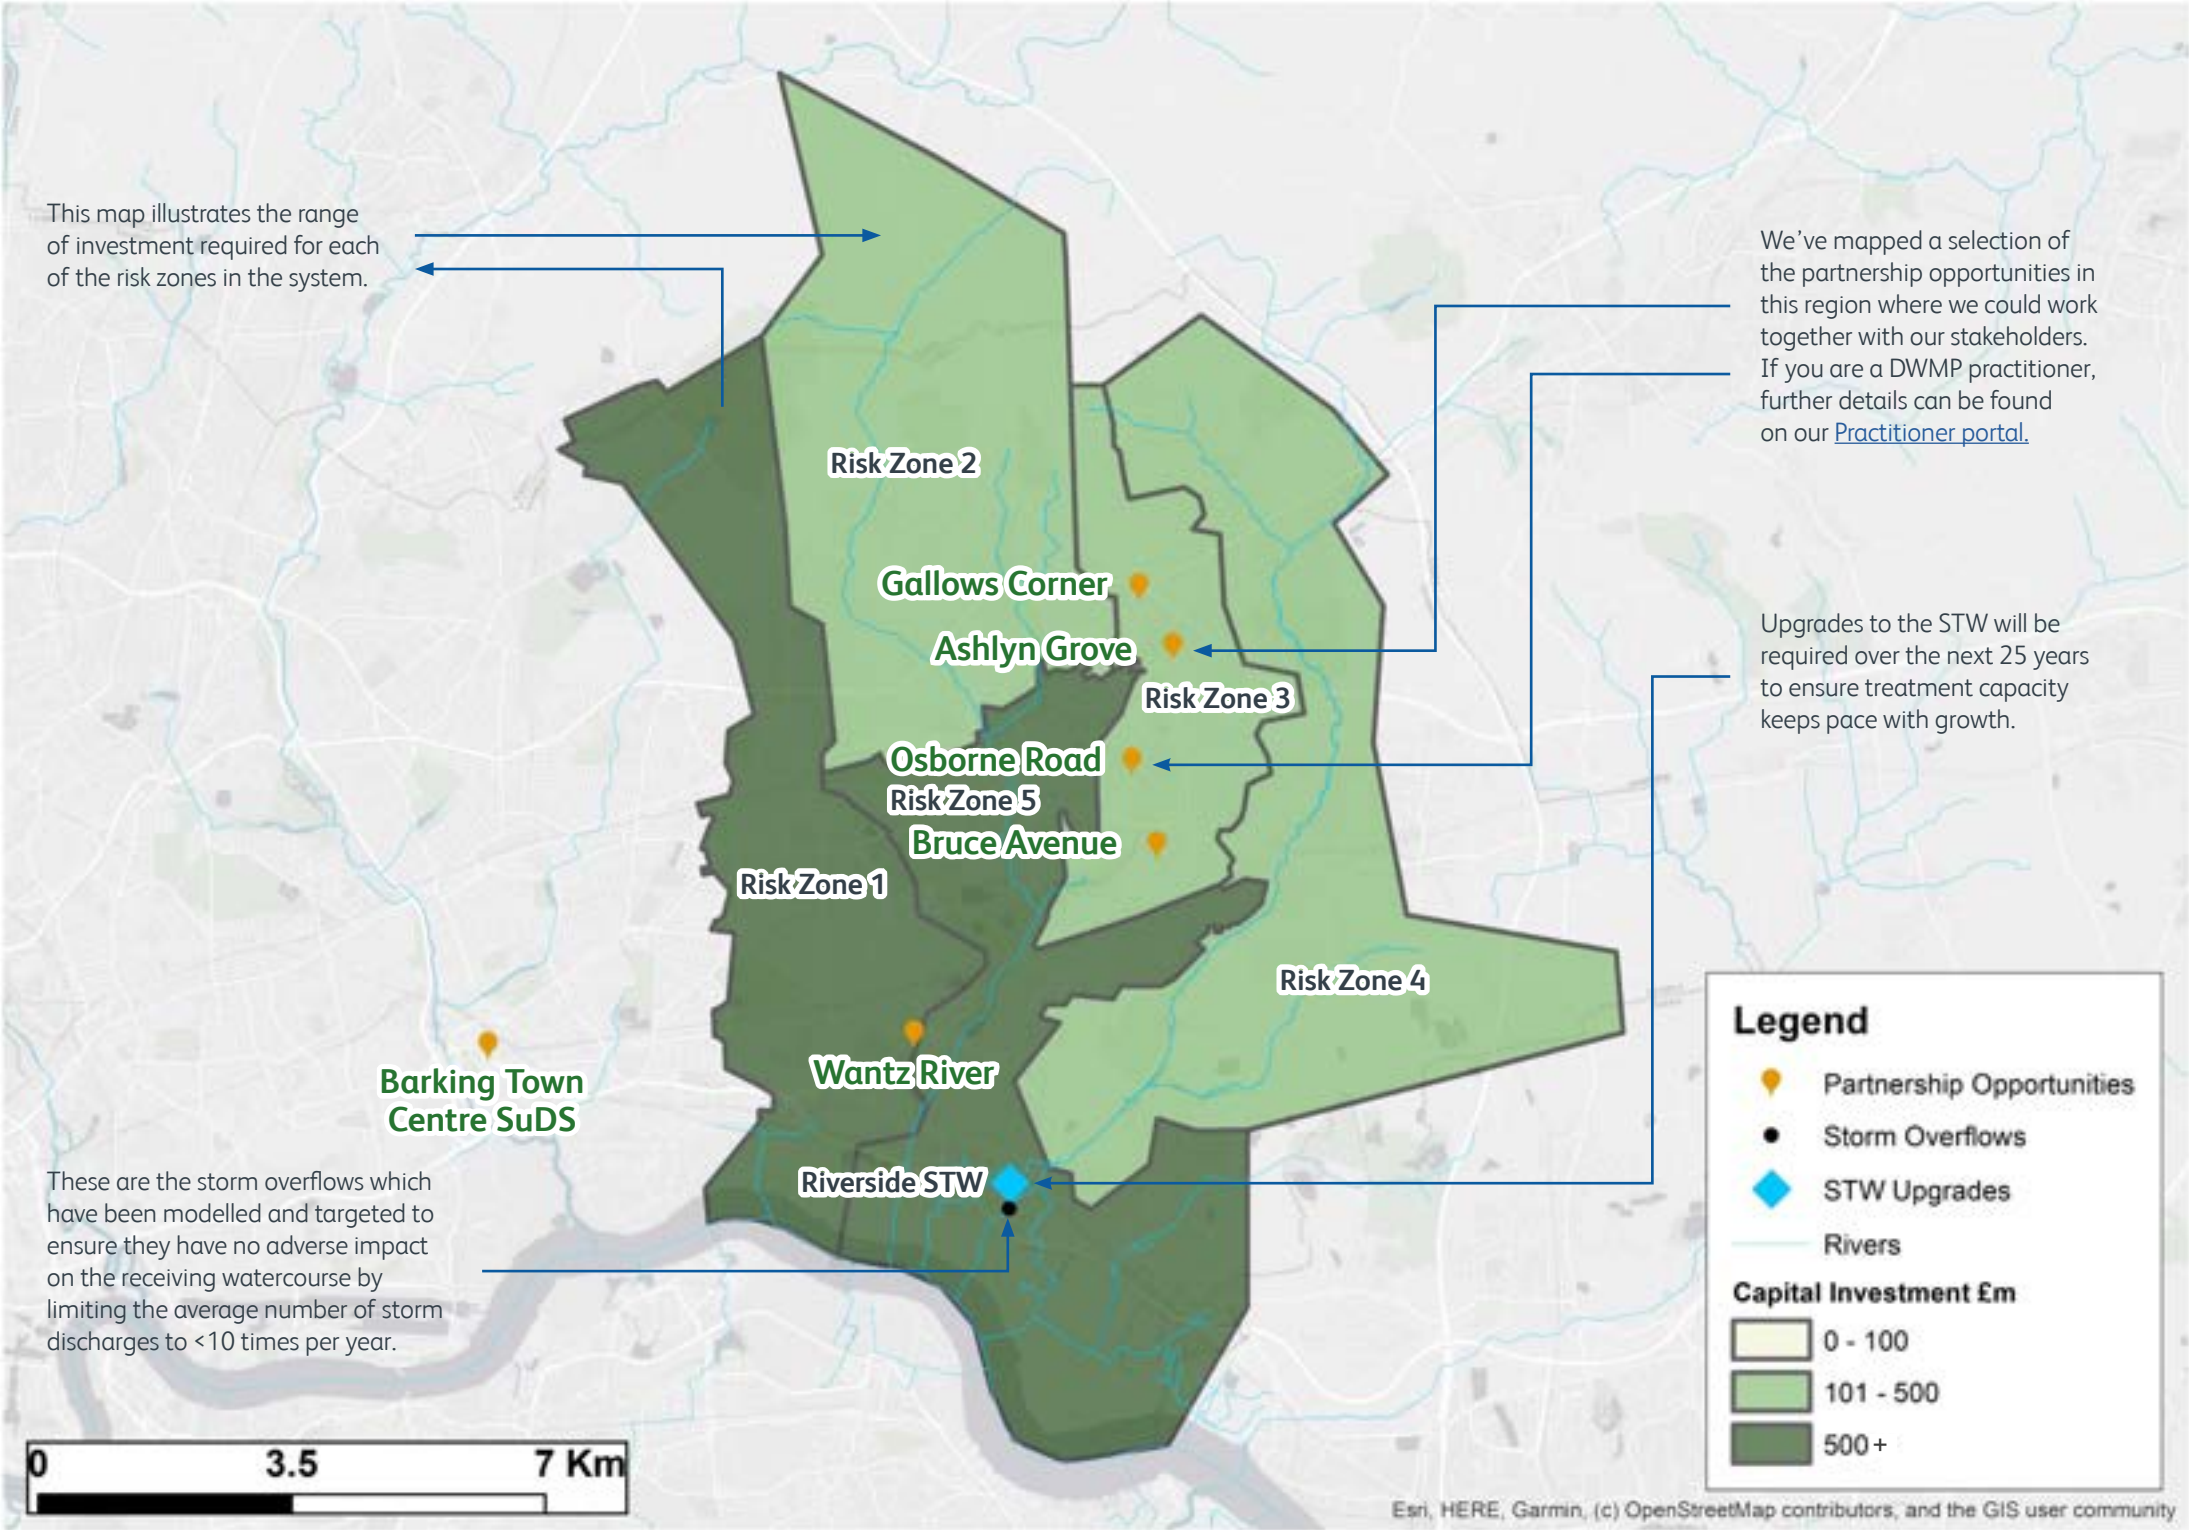 This map illustrates the range
of investment required for each
of the risk zones in the system.
We’ve mapped a selection of
the partnership opportunities in
this region where we could work
together with our stakeholders.
If you are a DWMP practitioner,
further details can be found
on our Practitioner portal.
Risk Zone 2
Gallows Corner
Ashlyn Grove
Risk Zone 3
Upgrades to the STW will be
required over the next 25 years
to ensure treatment capacity
keeps pace with growth.
Osborne Road
Risk Zone 5
Bruce Avenue
Risk Zone 1
Risk Zone 4
Wantz River
Barking Town
Centre SuDS
Riverside STW
These are the storm overflows which
have been modelled and targeted to
ensure they have no adverse impact
on the receiving watercourse by
limiting the average number of storm
discharges to <10 times per year.
Legend
Partnership Opportunities
Storm Overflows
STW Upgrades
Rivers
Capital Investment £m
0 - 100
101 - 500
500+
0 3.5 7 Km
Esri, HERE, Garmin, (c) OpenStreetMap contributors, and the GIS user community